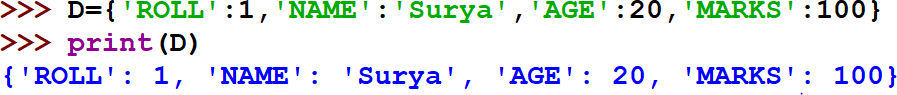 >>> D={'ROLL':1,'NAME':'Surya','AGE':20,'MARKS':100}
>>> print(D)
{'ROLL': 1, 'NAME': 'Surya', 'AGE': 20, 'MARKS': 100}